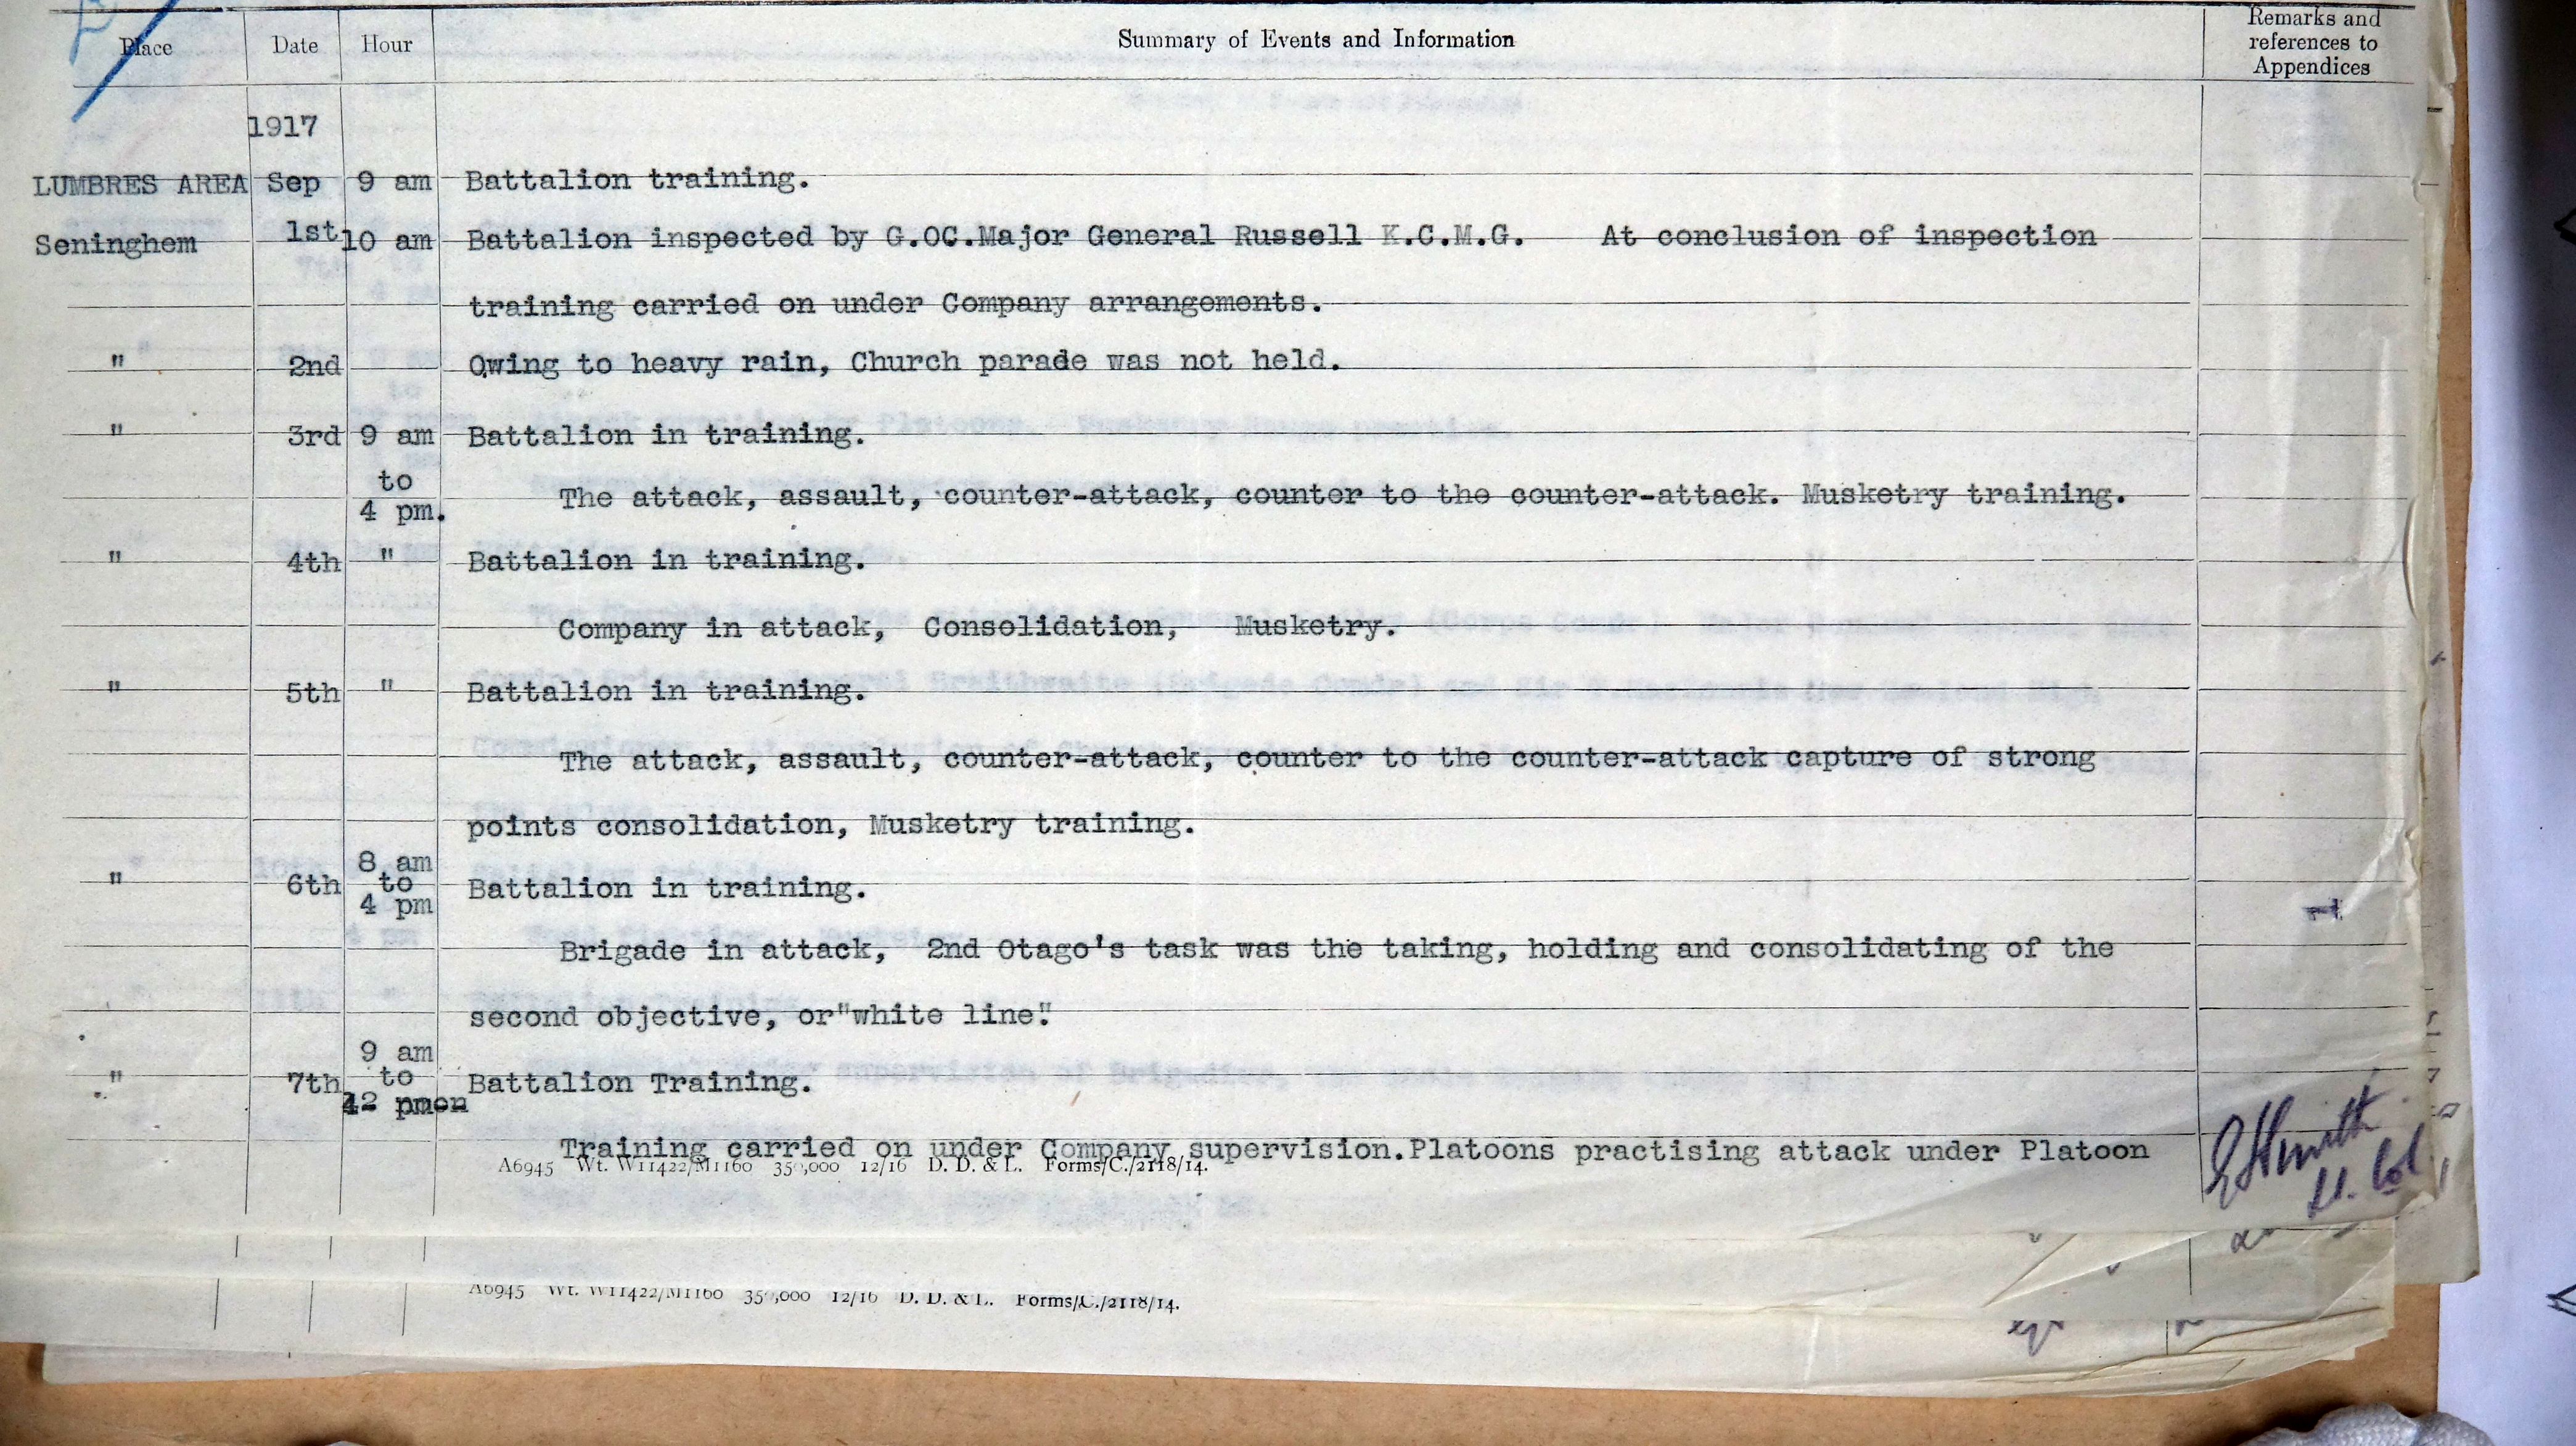 Place Date Hour Summary of Events and Information Remarks and references to Appendices
1917
LUMBRES AREA Sep 9 am Battalion training.
Seninghem 1st 10 am Battalion inspected by G.OC.Major General Russell K.C.M.G. At conclusion of inspection
training carried on under Company arrangements.
" 2nd Owing to heavy rain, Church parade was not held.
" 3rd 9 am Battalion in training.
to
4 pm. The attack, assault, counter-attack, counter to the counter-attack. Musketry training.
" 4th " Battalion in training.
Company in attack, Consolidation, Musketry.
" 5th " Battalion in training.
The attack, assault, counter-attack, counter to the counter-attack capture of strong
points consolidation, Musketry training.
8 am
" 6th to Battalion in training.
4 pm
1
Brigade in attack, 2nd Otago's task was the taking, holding and consolidating of the
second objective, or"white line"
9 am
" 7th to Battalion Training.
12
Training carried on under Company supervision.Platoons practising attack under Platoon
A6945 Wt. W11422/M1160 350,000 12/16 D. D. & L. Forms/C./2118/14.
Smith
Lt. Col
A6945 Wt. W11422/M1160 350,000 12/16 D. D. & L. Forms/C./2118/14.